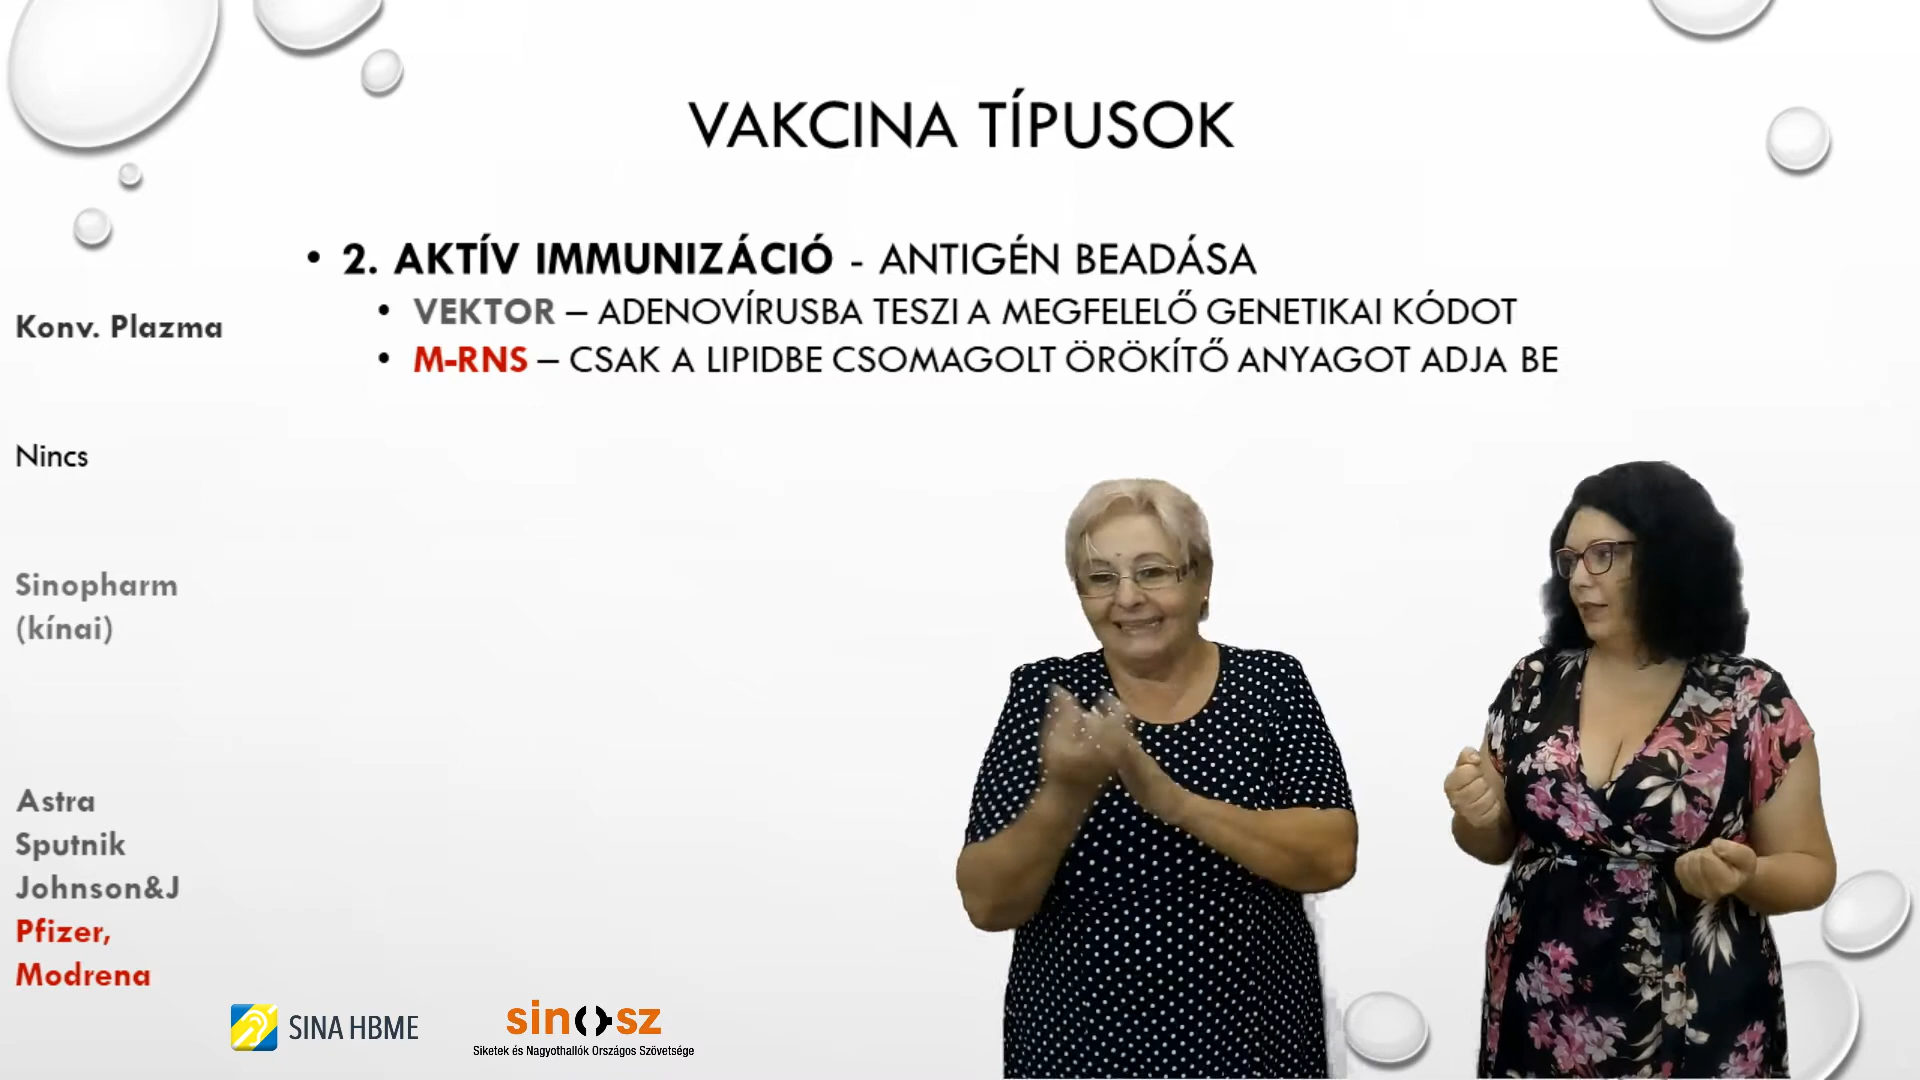 VAKCINA TÍPUSOK
• 2. AKTÍV IMMUNIZÁCIÓ - ANTIGÉN BEADÁSA
• VEKTOR – ADENOVÍRUSBA TESZI A MEGFELELŐ GENETIKAI KÓDOT
• M-RNS – CSAK A LIPIDBE CSOMAGOLT ÖRÖKÍTŐ ANYAGOT ADJA BE
Konv. Plazma
Nincs
Sinopharm
(kínai)
Astra
Sputnik
Johnson&J
Pfizer,
Modrena
SINA HBME
sinosz
Siketek és Nagyothallók Országos Szövetsége